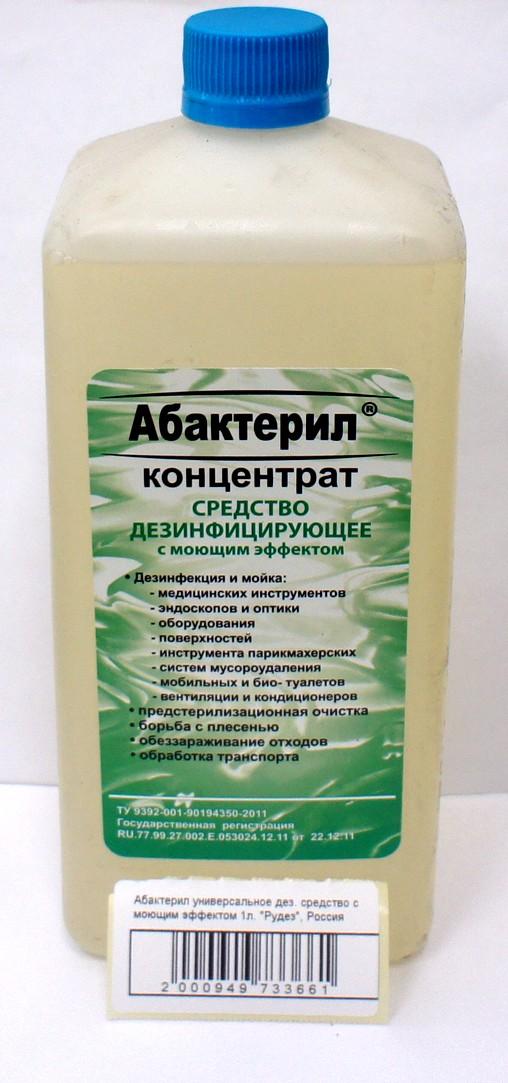 Абактерил®
концентрат
СРЕДСТВО
ДЕЗИНФИЦИРУЮЩЕЕ
с моющим эффектом
• Дезинфекция и мойка:
- медицинских инструментов
- эндоскопов и оптики
- оборудования
- поверхностей
- инструмента парикмахерских
- систем мусороудаления
- мобильных и био- туалетов
- вентиляции и кондиционеров
• предстерилизационная очистка
• борьба с плесенью
• обеззараживание отходов
• обработка транспорта
ТУ 9392-001-90194350-2011
Государственная регистрация
RU.77.99.27.002.Е.053024.12.11 от 22.12.11
Абактерил универсальное дез. средство с
моющим эффектом 1л. "Рудез", Россия
2 000949 733661